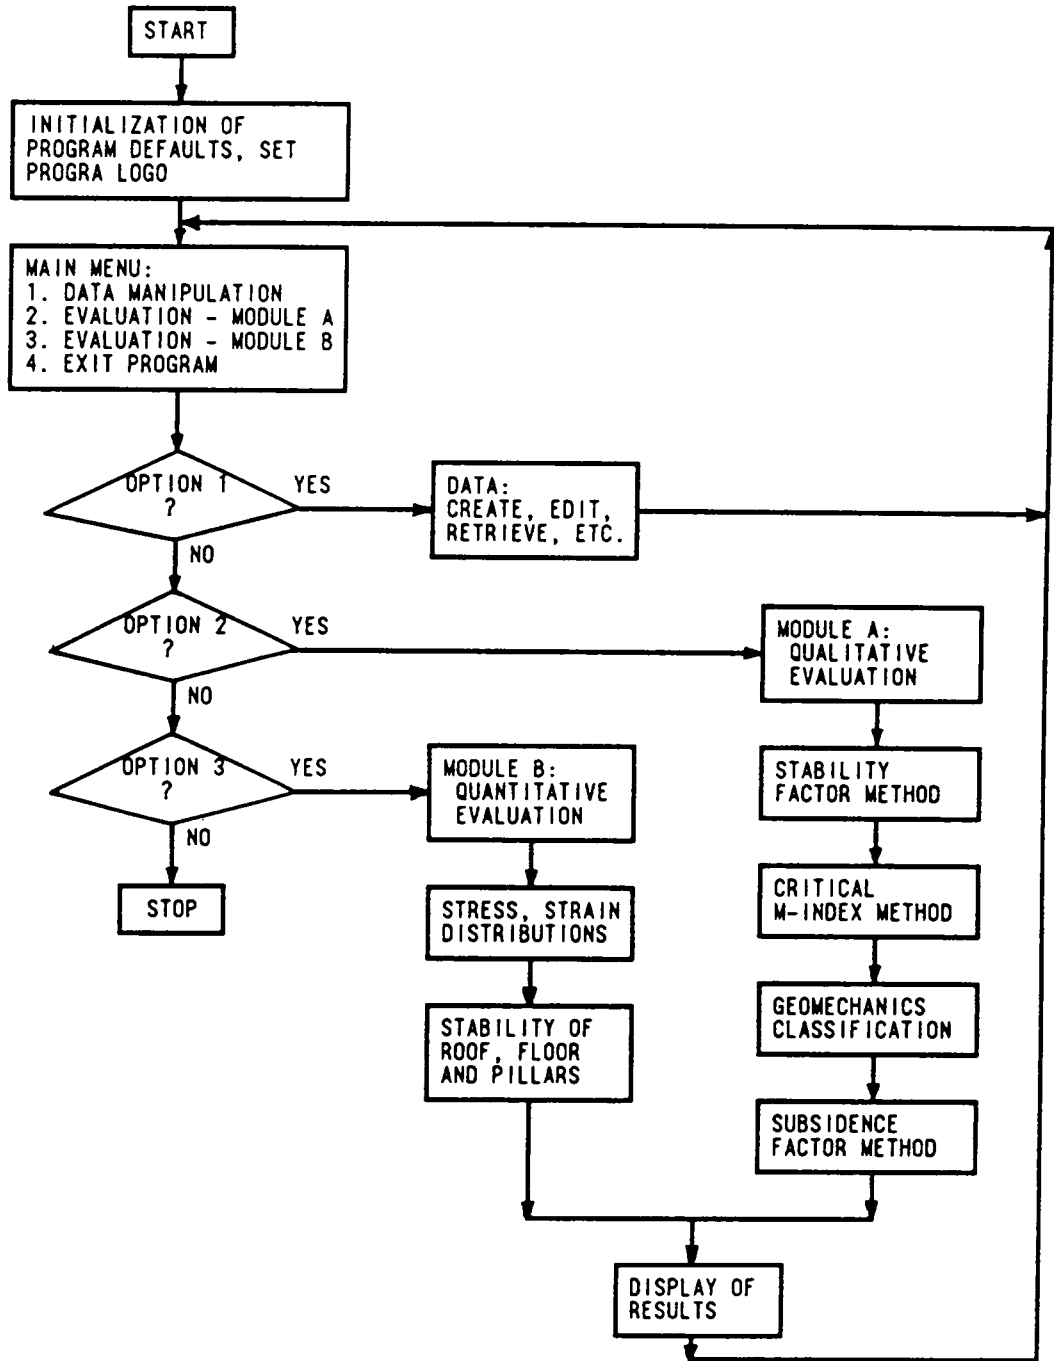 START
INITIALIZATION OF
PROGRAM DEFAULTS, SET
PROGRA LOGO
MAIN MENU:
1. DATA MANIPULATION
2. EVALUATION - MODULE A
3. EVALUATION - MODULE B
4. EXIT PROGRAM
OPTION 1
?
YES
NO
DATA:
CREATE, EDIT,
RETRIEVE, ETC.
OPTION 2
?
YES
NO
MODULE A:
QUALITATIVE
EVALUATION
STABILITY
FACTOR METHOD
CRITICAL
M-INDEX METHOD
GEOMECHANICS
CLASSIFICATION
SUBSIDENCE
FACTOR METHOD
OPTION 3
?
YES
NO
STOP
MODULE B:
QUANTITATIVE
EVALUATION
STRESS, STRAIN
DISTRIBUTIONS
STABILITY OF
ROOF, FLOOR
AND PILLARS
DISPLAY OF
RESULTS